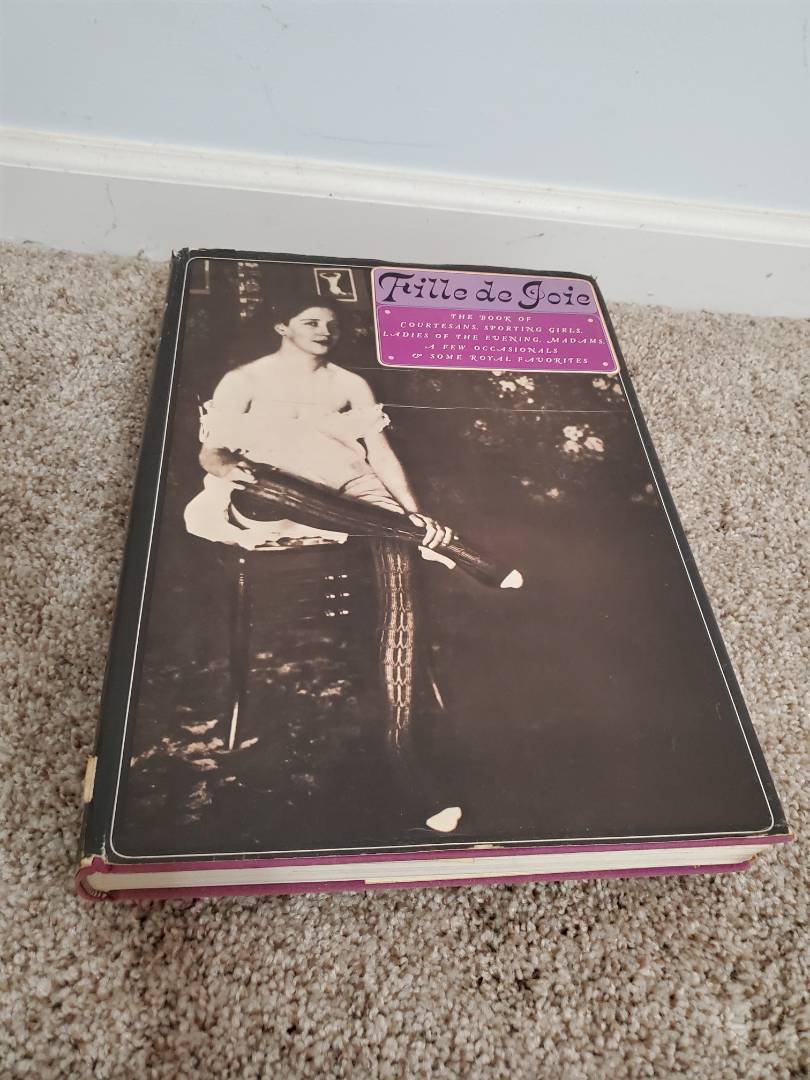 Fille de Joie
THE BOOK OF
COURTESANS, SPORTING GIRLS,
LADIES OF THE EVENING, MADAMS,
A FEW OCCASIONALS
& SOME ROYAL FAVORITES